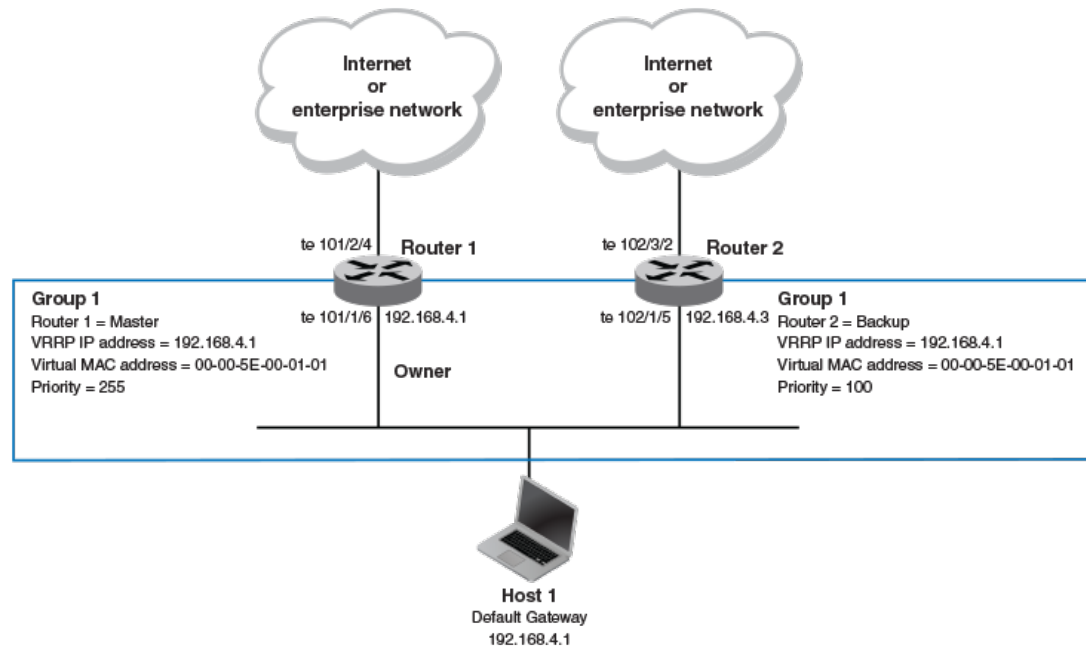 Internet
or
enterprise network
Internet
or
enterprise network
te 101/2/4
Router 1
te 102/3/2
Router 2
Group 1
Router 1 = Master
VRRP IP address = 192.168.4.1
Virtual MAC address = 00-00-5E-00-01-01
Priority = 255
te 101/1/6
192.168.4.1
Owner
te 102/1/5
192.168.4.3
Group 1
Router 2 = Backup
VRRP IP address = 192.168.4.1
Virtual MAC address = 00-00-5E-00-01-01
Priority = 100
Host 1
Default Gateway
192.168.4.1